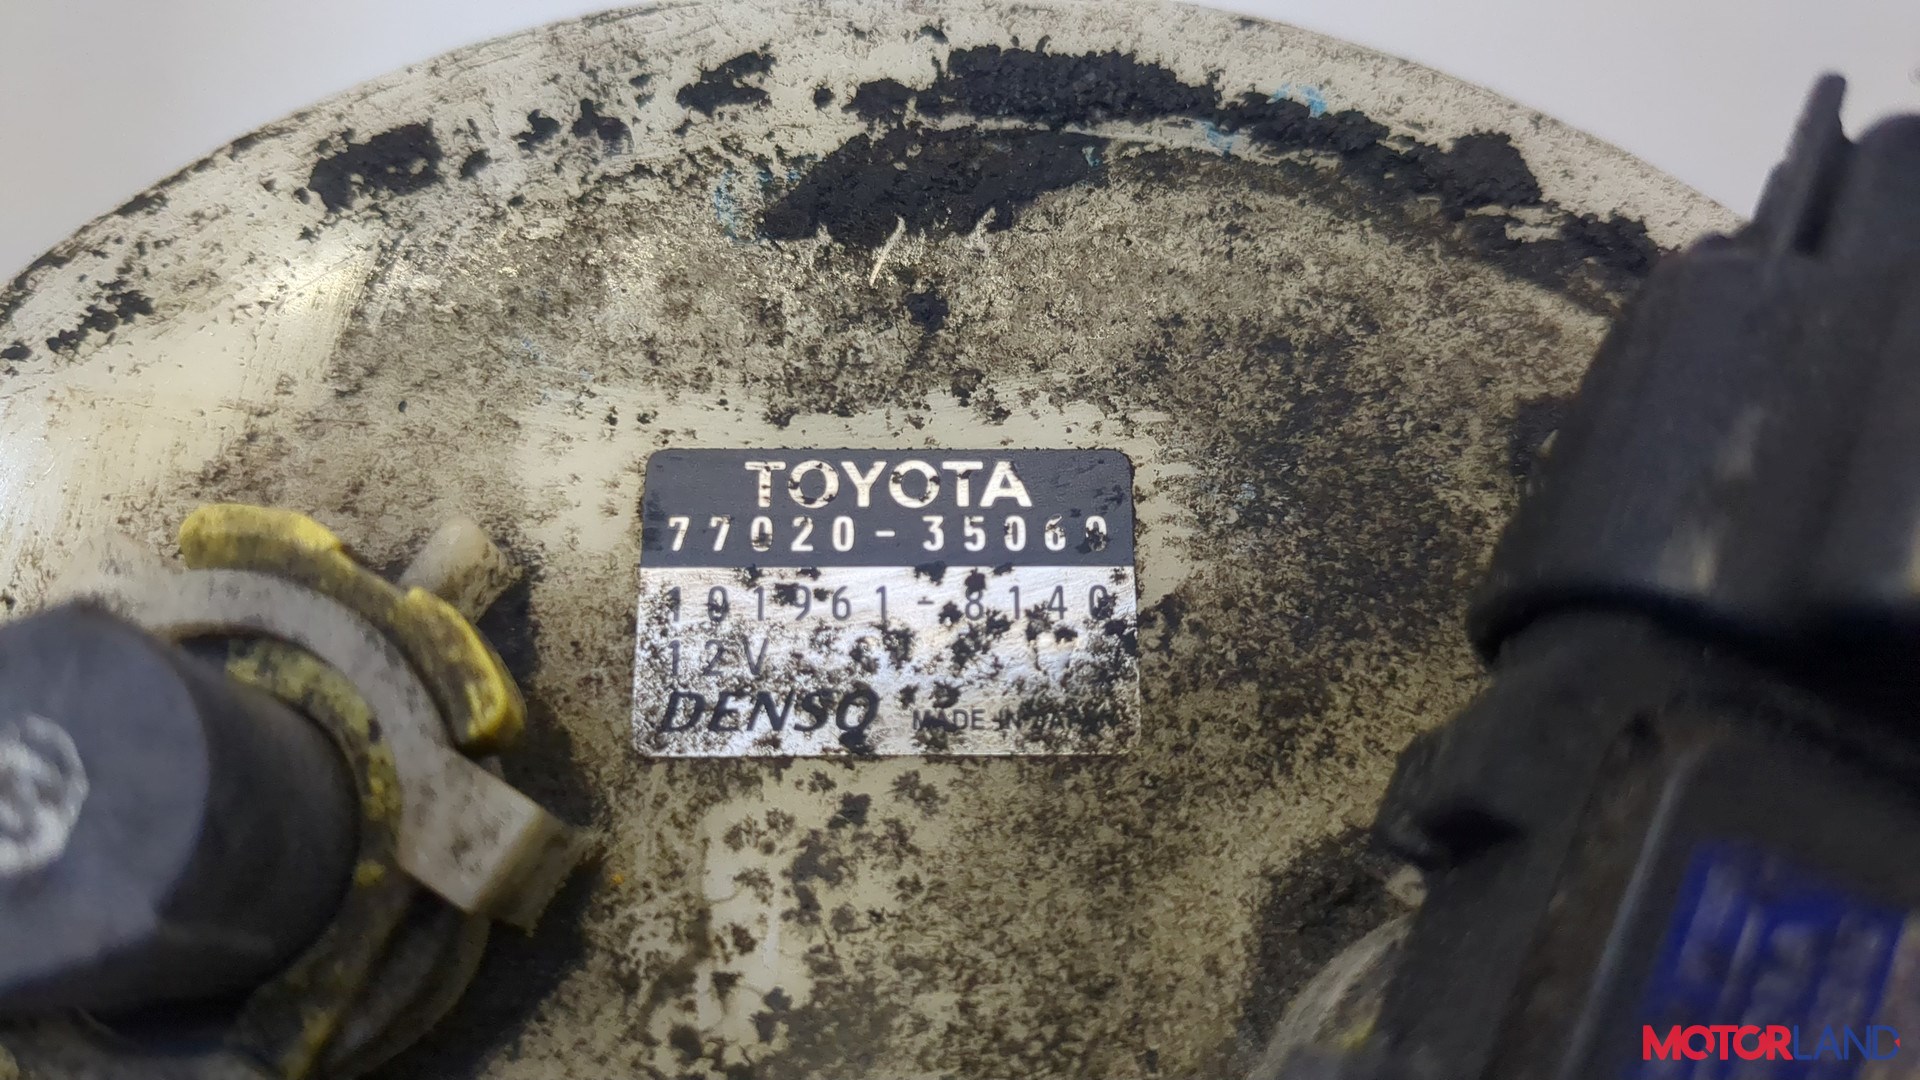 TOYOTA
77020-35060
101961-8140
12V
DENSO MADE IN JAPAN
MOTORLAND